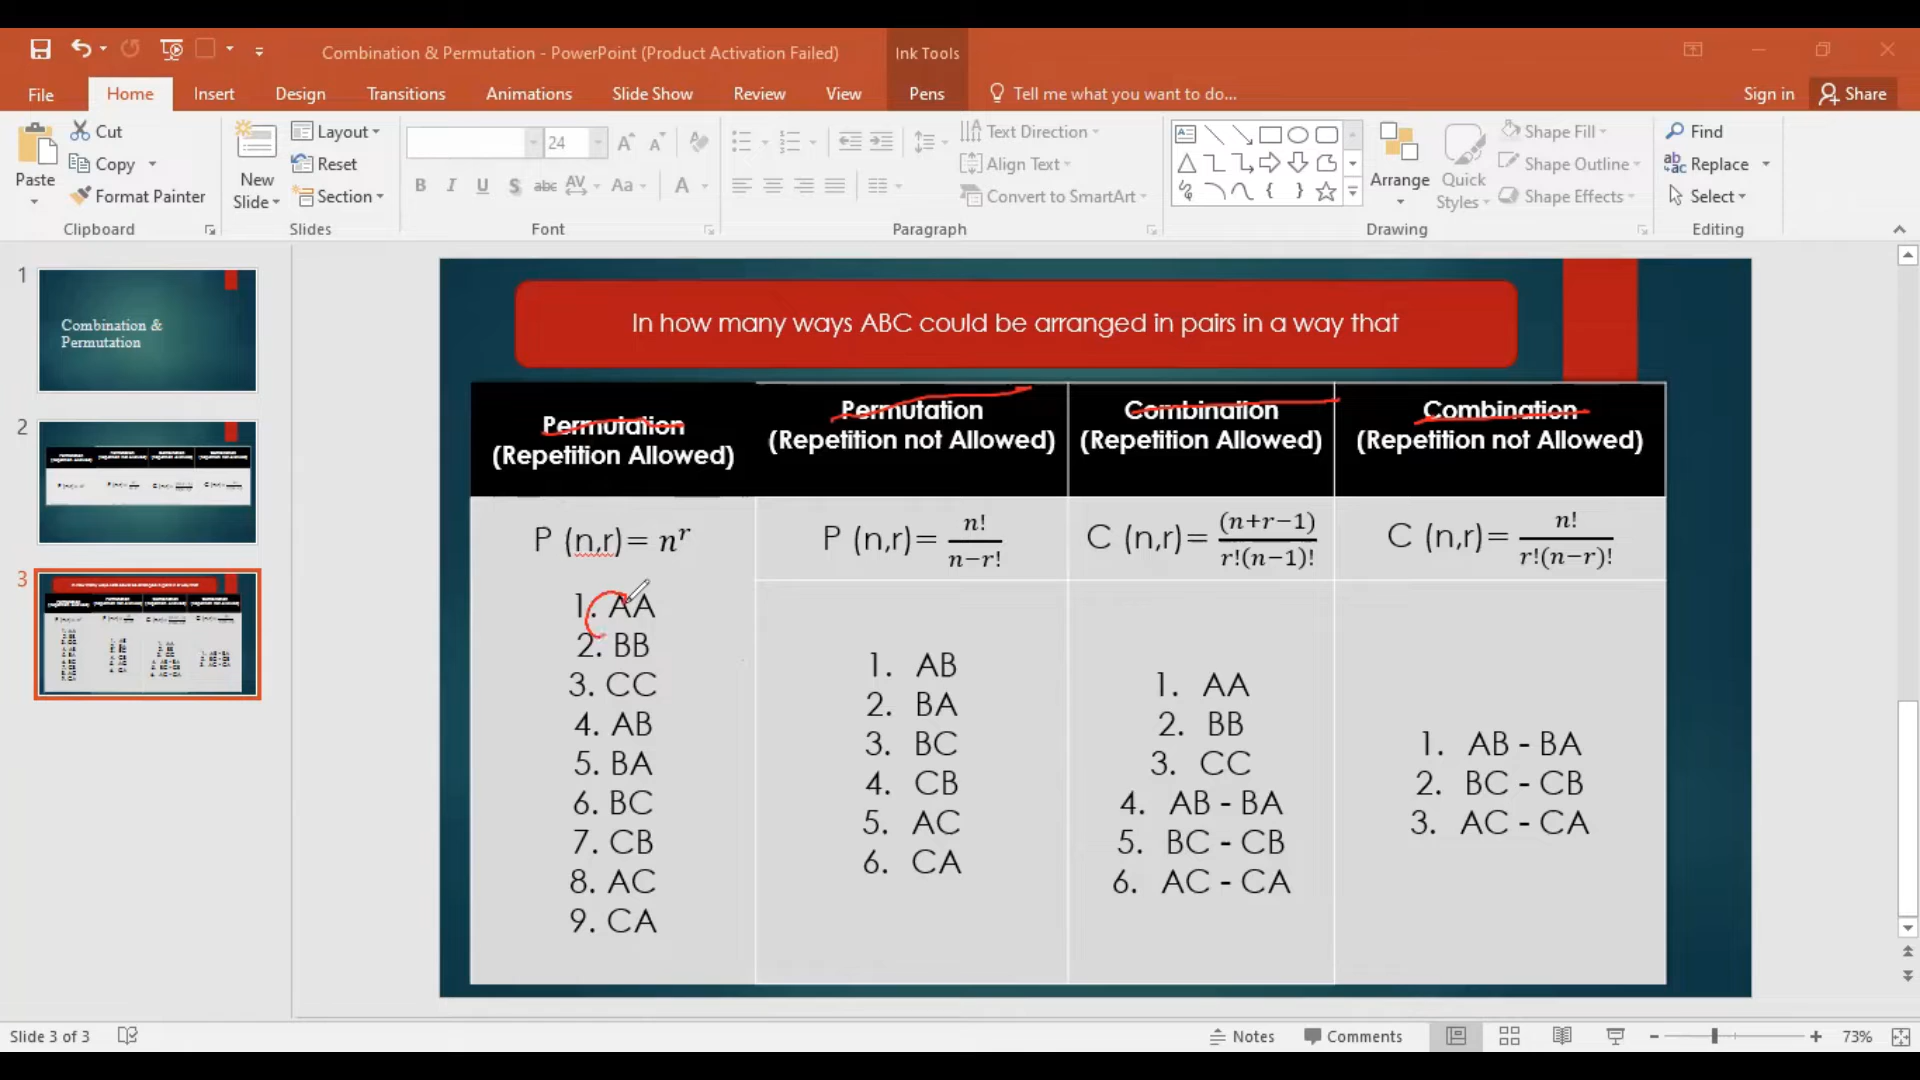 Combination & Permutation - PowerPoint (Product Activation Failed)
Ink Tools
File
Home
Insert
Design
Transitions
Animations
Slide Show
Review
View
Pens
Tell me what you want to do...
Sign in
Share
Paste
Cut
Copy
Format Painter
Clipboard
New
Slide
Layout
Reset
Section
Slides
24
B I U S abc AV Aa A
Font
Text Direction
Align Text
Convert to SmartArt
Paragraph
Arrange
Quick
Styles
Shape Fill
Shape Outline
Shape Effects
Drawing
Find
Replace
Select
Editing
1
Combination &
Permutation
2
3
In how many ways ABC could be arranged in pairs in a way that
Permutation
(Repetition Allowed)
P (n,r)= n^r
1. AA
2. BB
3. CC
4. AB
5. BA
6. BC
7. CB
8. AC
9. CA
Permutation
(Repetition not Allowed)
P (n,r)= n! / n−r!
1. AB
2. BA
3. BC
4. CB
5. AC
6. CA
Combination
(Repetition Allowed)
C (n,r)= (n+r−1) / r!(n−1)!
1. AA
2. BB
3. CC
4. AB - BA
5. BC - CB
6. AC - CA
Combination
(Repetition not Allowed)
C (n,r)= n! / r!(n−r)!
1. AB - BA
2. BC - CB
3. AC - CA
Slide 3 of 3
Notes
Comments
73%